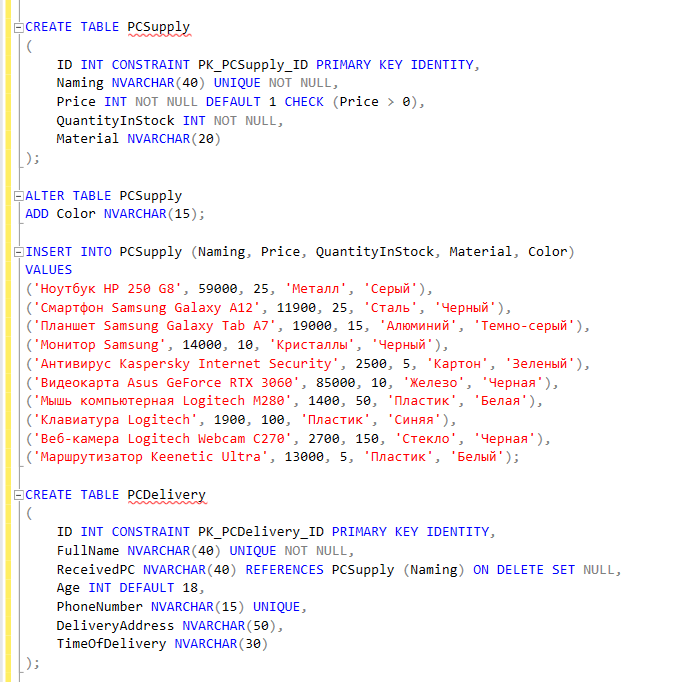 CREATE TABLE PCSupply
(
    ID INT CONSTRAINT PK_PCSupply_ID PRIMARY KEY IDENTITY,
    Naming NVARCHAR(40) UNIQUE NOT NULL,
    Price INT NOT NULL DEFAULT 1 CHECK (Price > 0),
    QuantityInStock INT NOT NULL,
    Material NVARCHAR(20)
);
ALTER TABLE PCSupply
ADD Color NVARCHAR(15);
INSERT INTO PCSupply (Naming, Price, QuantityInStock, Material, Color)
VALUES
('Ноутбук HP 250 G8', 59000, 25, 'Металл', 'Серый'),
('Смартфон Samsung Galaxy A12', 11900, 25, 'Сталь', 'Черный'),
('Планшет Samsung Galaxy Tab A7', 19000, 15, 'Алюминий', 'Темно-серый'),
('Монитор Samsung', 14000, 10, 'Кристаллы', 'Черный'),
('Антивирус Kaspersky Internet Security', 2500, 5, 'Картон', 'Зеленый'),
('Видеокарта Asus GeForce RTX 3060', 85000, 10, 'Железо', 'Черная'),
('Мышь компьютерная Logitech M280', 1400, 50, 'Пластик', 'Белая'),
('Клавиатура Logitech', 1900, 100, 'Пластик', 'Синяя'),
('Веб-камера Logitech Webcam C270', 2700, 150, 'Стекло', 'Черная'),
('Маршрутизатор Keenetic Ultra', 13000, 5, 'Пластик', 'Белый');
CREATE TABLE PCDelivery
(
    ID INT CONSTRAINT PK_PCDelivery_ID PRIMARY KEY IDENTITY,
    FullName NVARCHAR(40) UNIQUE NOT NULL,
    ReceivedPC NVARCHAR(40) REFERENCES PCSupply (Naming) ON DELETE SET NULL,
    Age INT DEFAULT 18,
    PhoneNumber NVARCHAR(15) UNIQUE,
    DeliveryAddress NVARCHAR(50),
    TimeOfDelivery NVARCHAR(30)
);